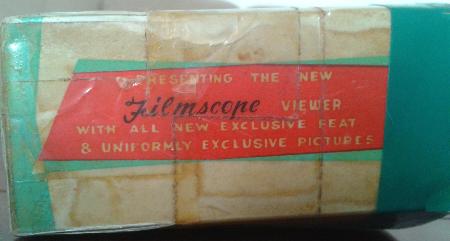 PRESENTING THE NEW
Filmscope VIEWER
WITH ALL NEW EXCLUSIVE FEAT
& UNIFORMLY EXCLUSIVE PICTURES